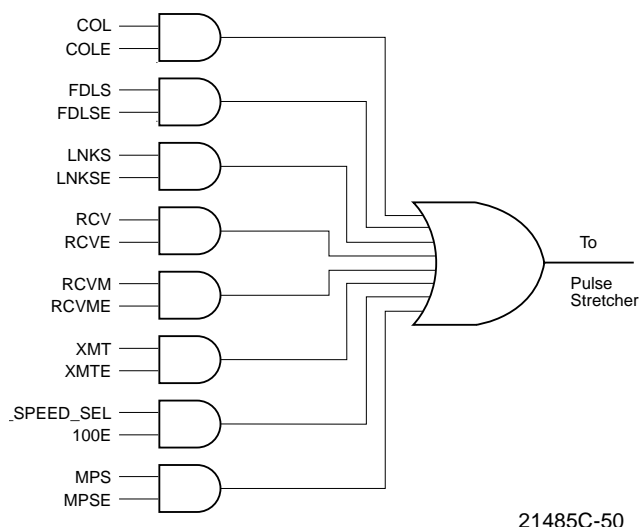 COL
COLE
FDLS
FDLSE
LNKS
LNKSE
RCV
RCVE
RCVM
RCVME
XMT
XMTE
_SPEED_SEL
100E
MPS
MPSE
To
Pulse
Stretcher
21485C-50